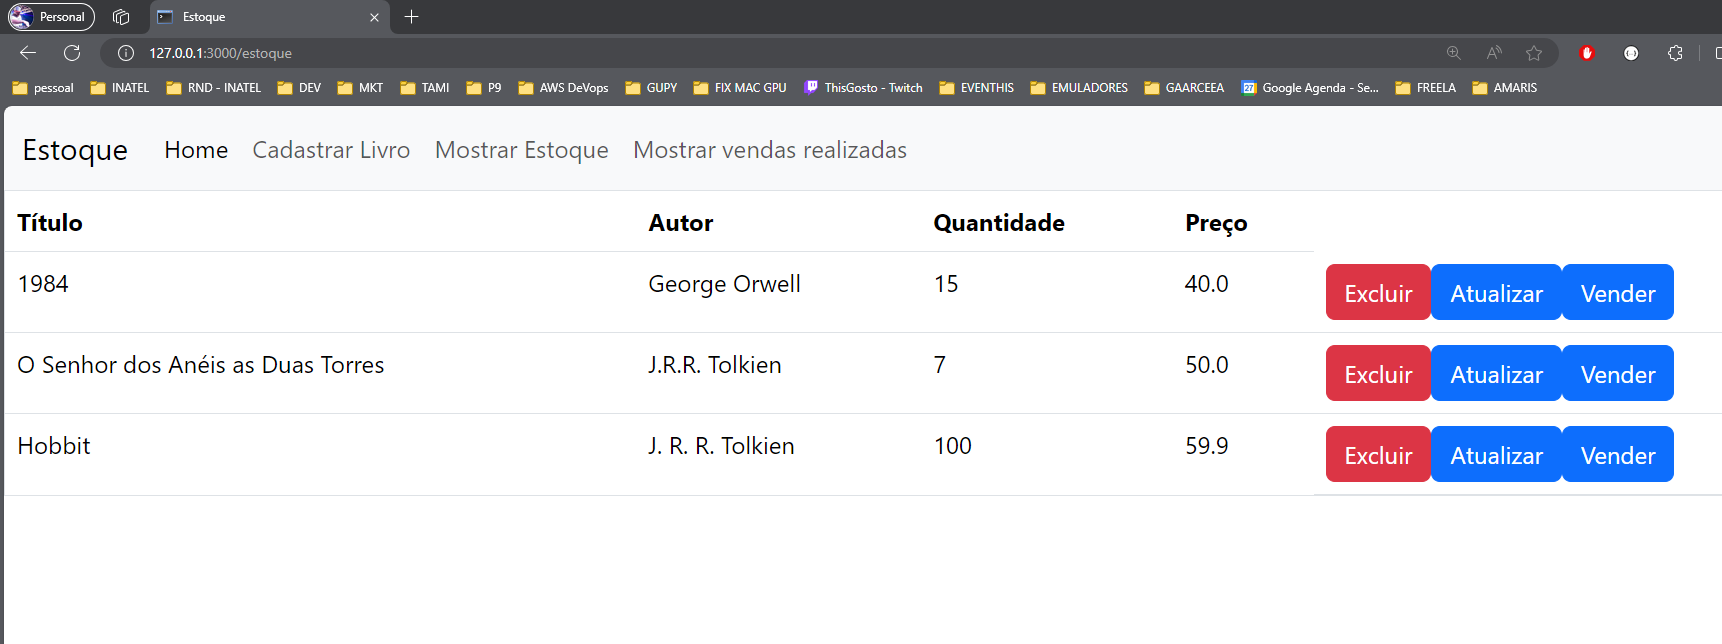 Personal Estoque
127.0.0.1:3000/estoque
pessoal INATEL RND - INATEL DEV MKT TAMI P9 AWS DeVops GUPY FIX MAC GPU ThisGosto - Twitch EVENTHIS EMULADORES GAARCEEA 27 Google Agenda - Se... FREELA AMARIS
Estoque Home Cadastrar Livro Mostrar Estoque Mostrar vendas realizadas
Título Autor Quantidade Preço
1984 George Orwell 15 40.0 Excluir Atualizar Vender
O Senhor dos Anéis as Duas Torres J.R.R. Tolkien 7 50.0 Excluir Atualizar Vender
Hobbit J. R. R. Tolkien 100 59.9 Excluir Atualizar Vender